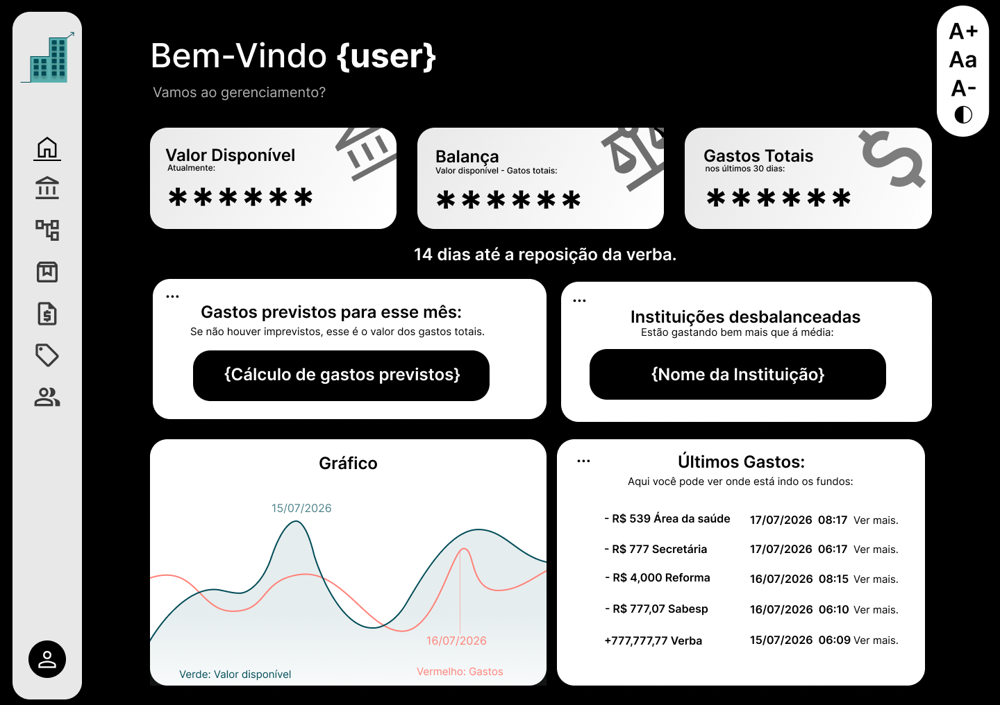 A+
Aa
A-
Bem-Vindo {user}
Vamos ao gerenciamento?
Valor Disponível
Atualmente:
******
Balança
Valor disponível - Gatos totais:
******
Gastos Totais
nos últimos 30 dias:
******
14 dias até a reposição da verba.
...
Gastos previstos para esse mês:
Se não houver imprevistos, esse é o valor dos gastos totais.
{Cálculo de gastos previstos}
...
Instituições desbalanceadas
Estão gastando bem mais que á média:
{Nome da Instituição}
Gráfico
15/07/2026
16/07/2026
Verde: Valor disponível
Vermelho: Gastos
...
Últimos Gastos:
Aqui você pode ver onde está indo os fundos:
- R$ 539 Área da saúde 17/07/2026 08:17 Ver mais.
- R$ 777 Secretária 17/07/2026 06:17 Ver mais.
- R$ 4,000 Reforma 16/07/2026 08:15 Ver mais.
- R$ 777,07 Sabesp 16/07/2026 06:10 Ver mais.
+777,777,77 Verba 15/07/2026 06:09 Ver mais.